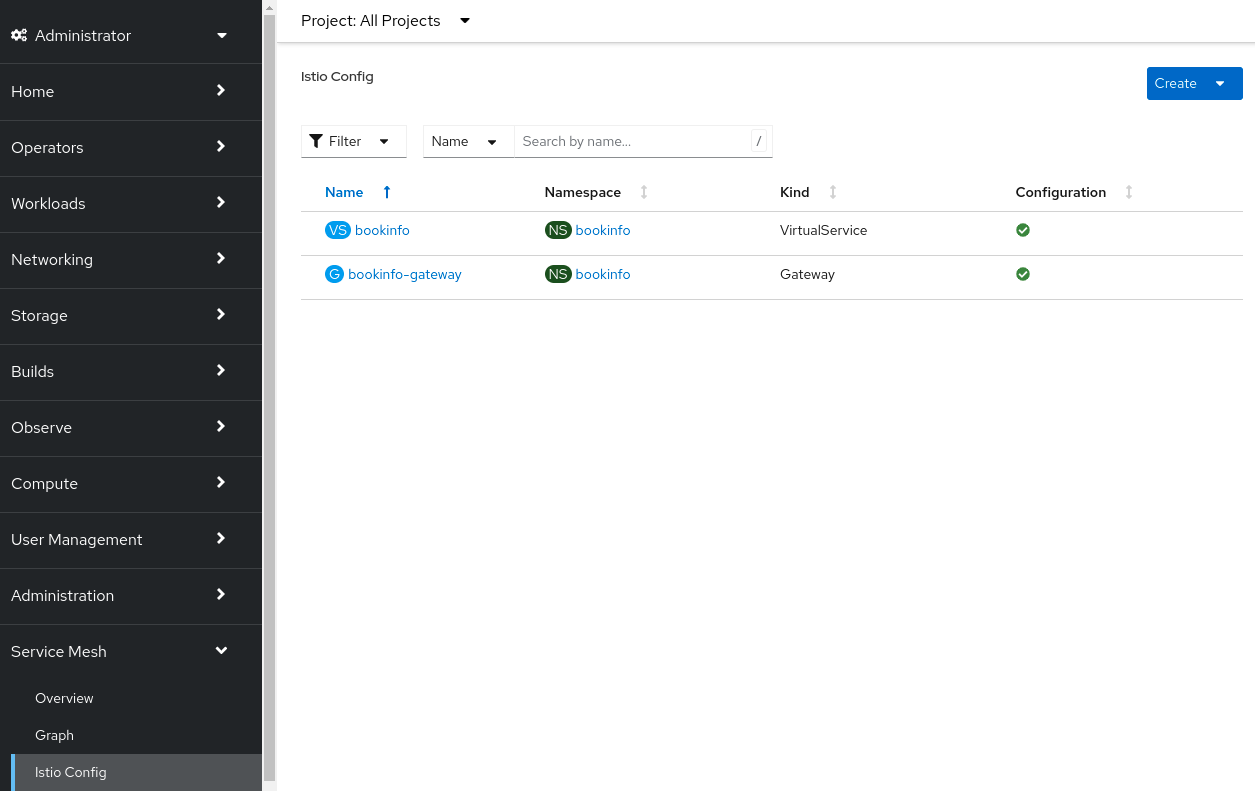 Administrator
Home
Operators
Workloads
Networking
Storage
Builds
Observe
Compute
User Management
Administration
Service Mesh
Overview
Graph
Istio Config
Project: All Projects
Istio Config
Create
Filter Name Search by name... /
Name Namespace Kind Configuration
VS bookinfo NS bookinfo VirtualService
G bookinfo-gateway NS bookinfo Gateway